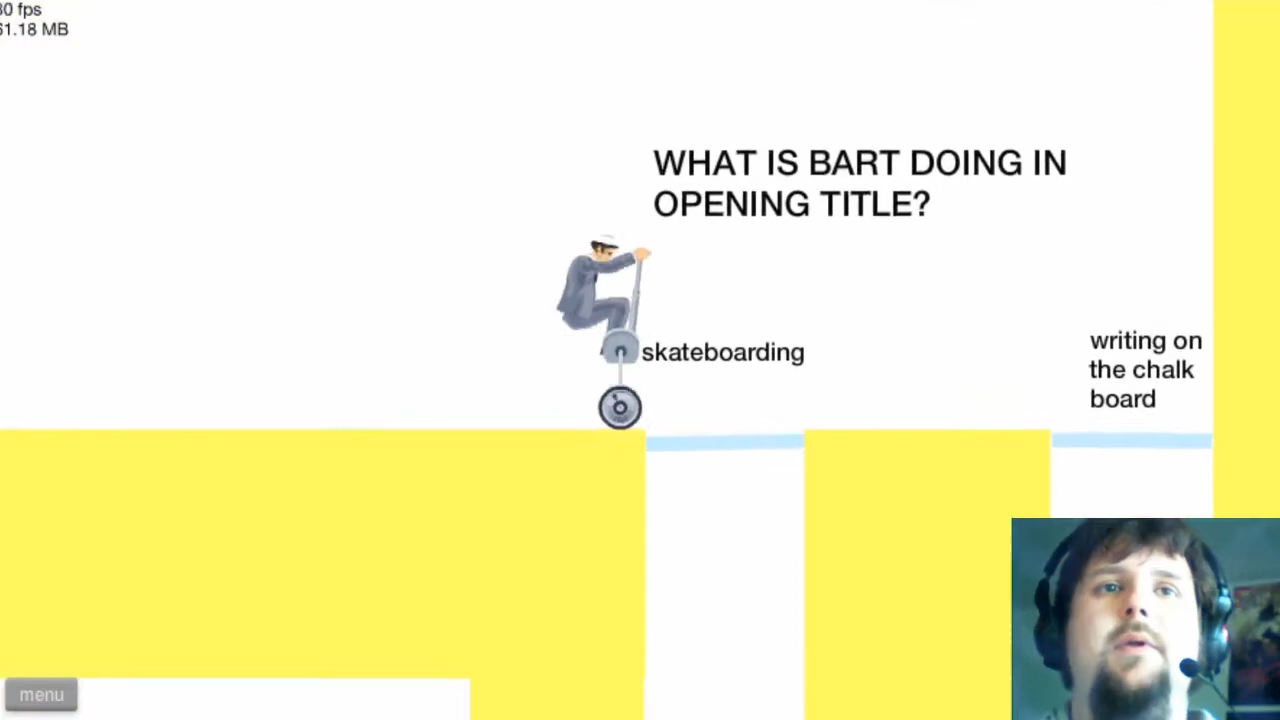 30 fps
61.18 MB
WHAT IS BART DOING IN
OPENING TITLE?
skateboarding
writing on
the chalk
board
menu